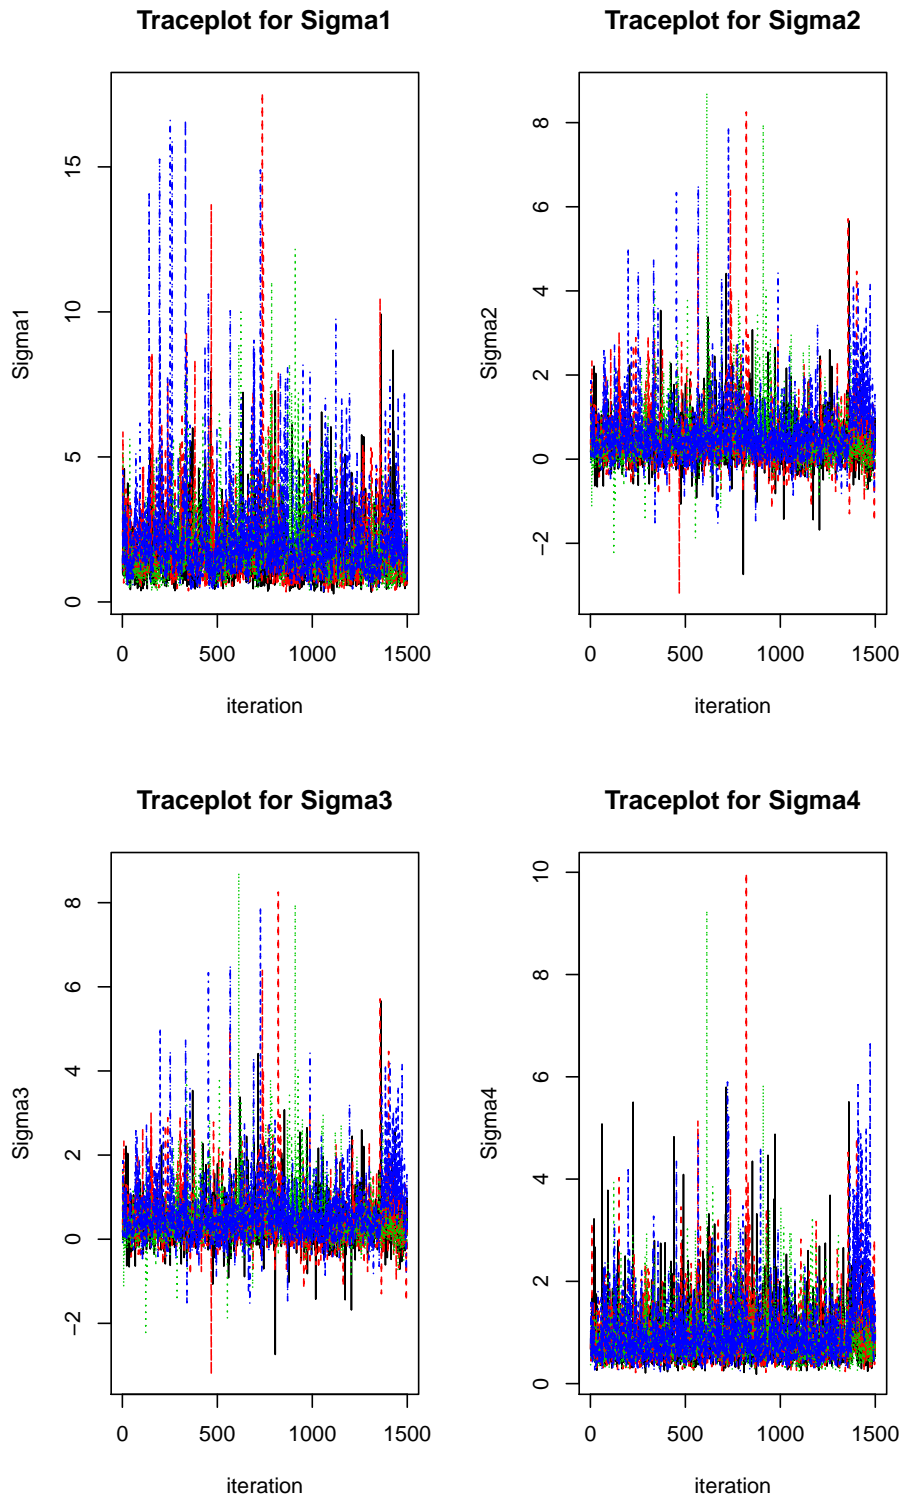 Traceplot for Sigma1
Sigma1
15
10
5
0
0 500 1000 1500
iteration
Traceplot for Sigma2
Sigma2
8
6
4
2
0
−2
0 500 1000 1500
iteration
Traceplot for Sigma3
Sigma3
8
6
4
2
0
−2
0 500 1000 1500
iteration
Traceplot for Sigma4
Sigma4
10
8
6
4
2
0
0 500 1000 1500
iteration